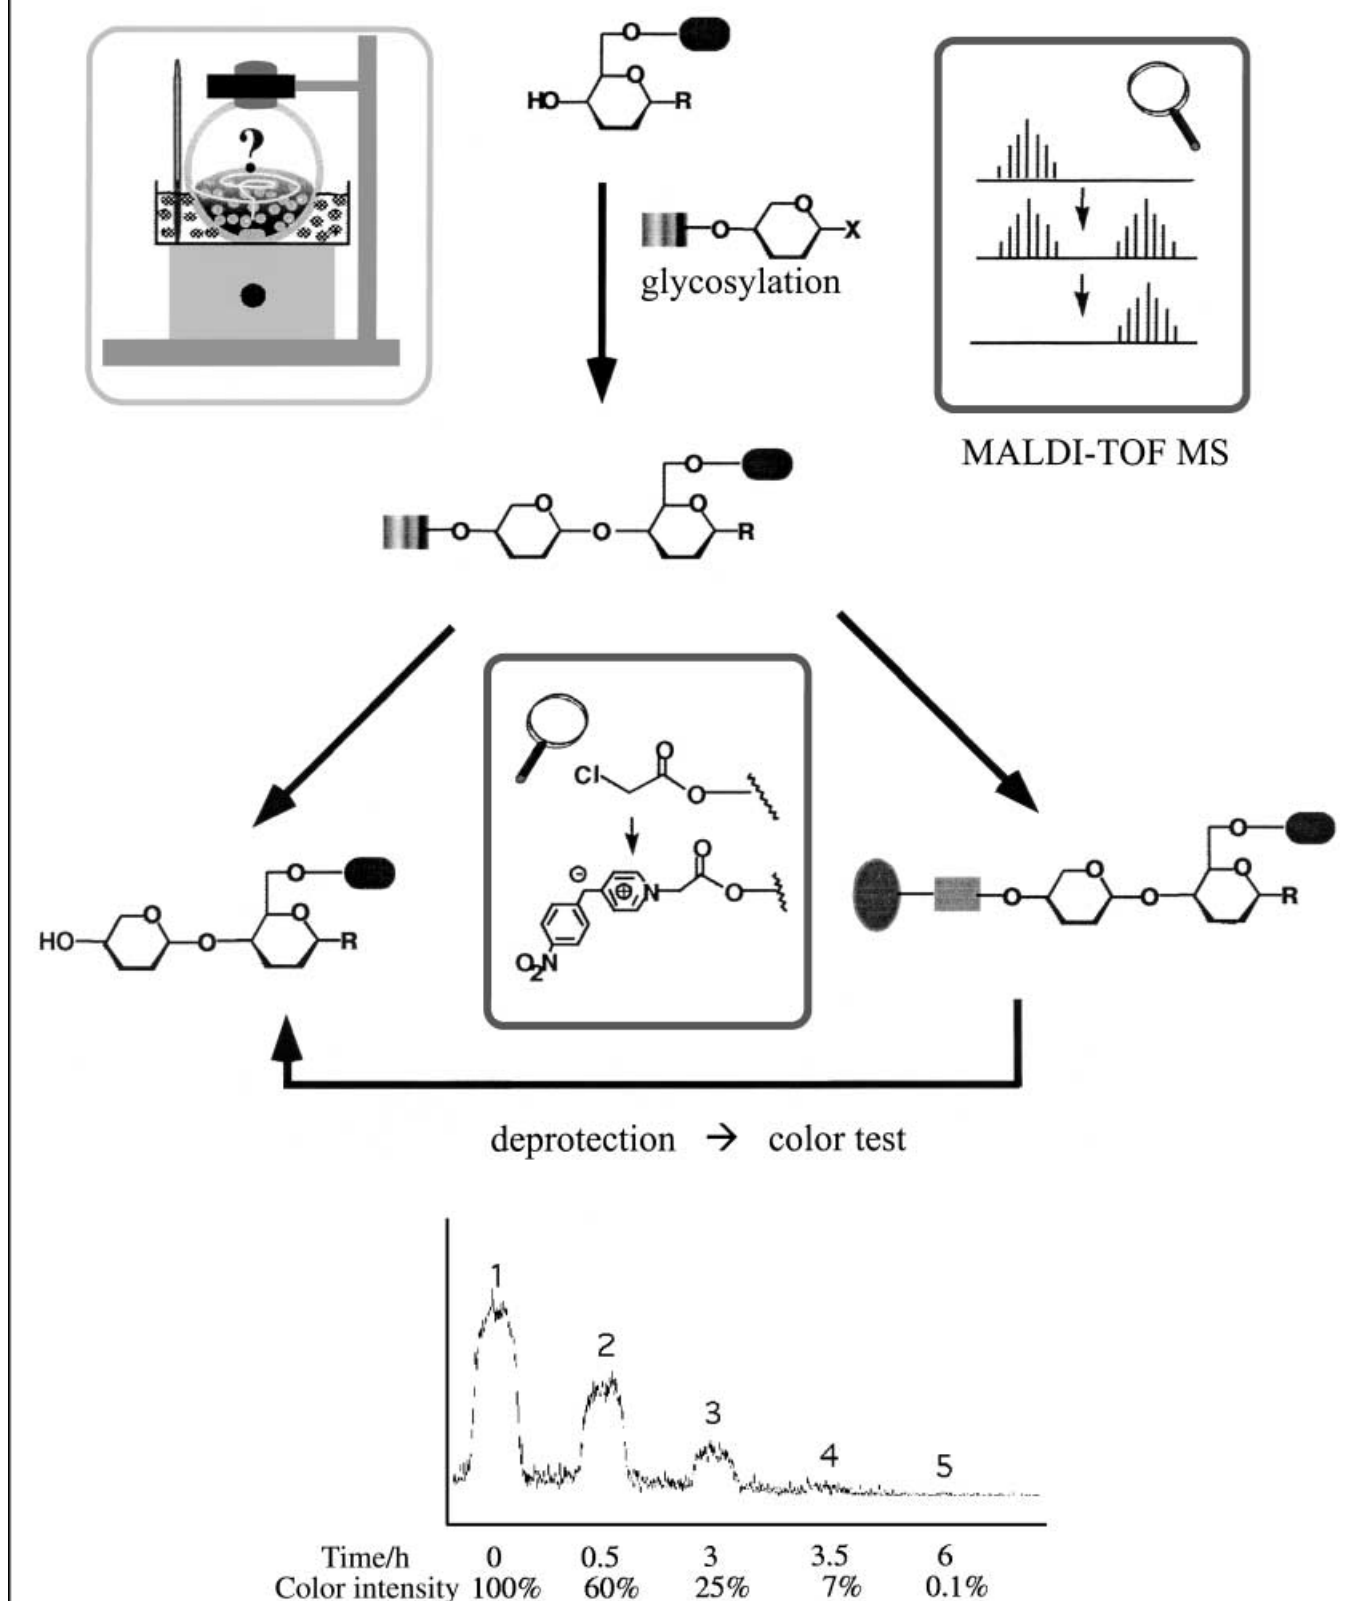 O
O
HO
R
?
O
O
X
glycosylation
MALDI-TOF MS
O
O
O
O
O
R
Cl
O
O
O
O
N
O2N
O
O
HO
O
R
O
O
O
O
O
R
deprotection → color test
1
2
3
4
5
Time/h 0 0.5 3 3.5 6
Color intensity 100% 60% 25% 7% 0.1%